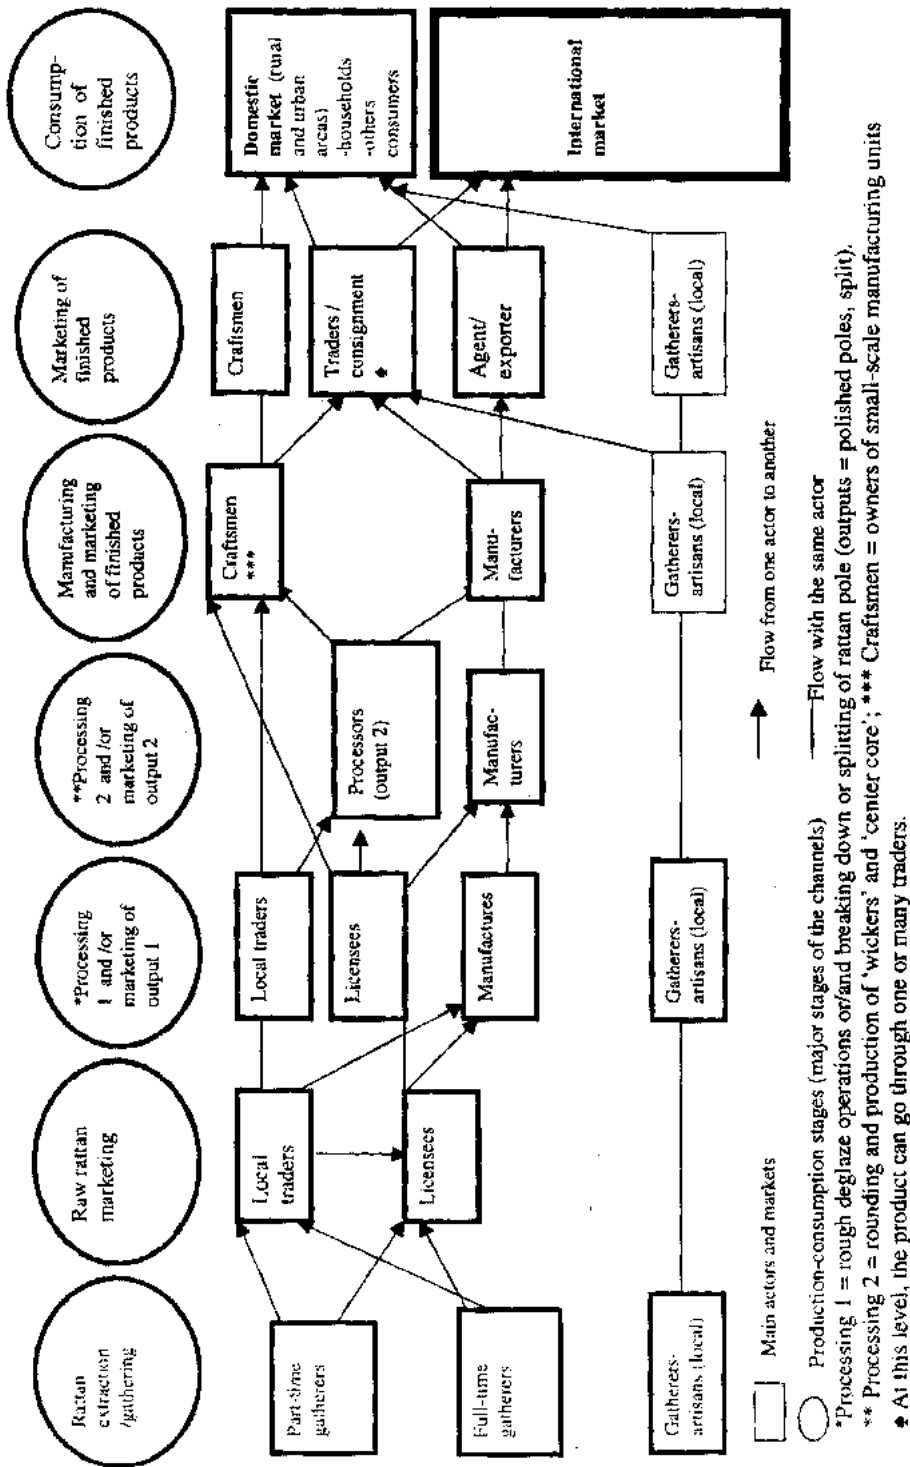 Rattan
extraction
/gathering
Raw rattan
marketing
*Processing
1 and /or
marketing of
output 1
**Processing
2 and /or
marketing of
output 2
Manufacturing
and marketing
of finished
products
Marketing of
finished
products
Consump-
tion of
finished
products
Part-time
gatherers
Full-time
gatherers
Gatherers-
artisans (local)
Local
traders
Licensees
Local traders
Licensees
Manufactures
Gatherers-
artisans (local)
Processors
(output 2)
Manufac-
turers
Craftsmen
***
Manu-
facturers
Gatherers-
artisans (local)
Craftsmen
Traders /
consignment
♠
Agent/
exporter
Gatherers-
artisans (local)
Domestic
market (rural
and urban
areas)
-households
-others
consumers
International
market
Main actors and markets
Flow from one actor to another
Production-consumption stages (major stages of the channels)
Flow with the same actor
*Processing 1 = rough deglaze operations or/and breaking down or splitting of rattan pole (outputs = polished poles, split).
** Processing 2 = rounding and production of 'wickers' and 'center core'; *** Craftsmen = owners of small-scale manufacturing units
♠ At this level, the product can go through one or many traders.